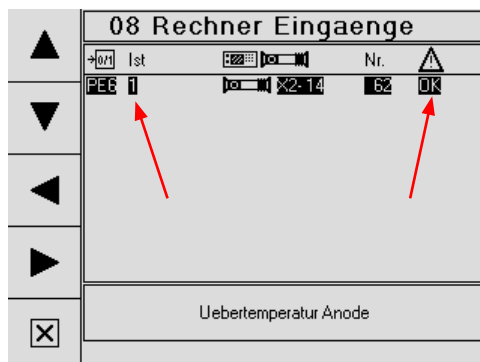 08 Rechner Eingaenge
→0/1 Ist Nr.
PE6 1 X2-14 62 OK
Uebertemperatur Anode